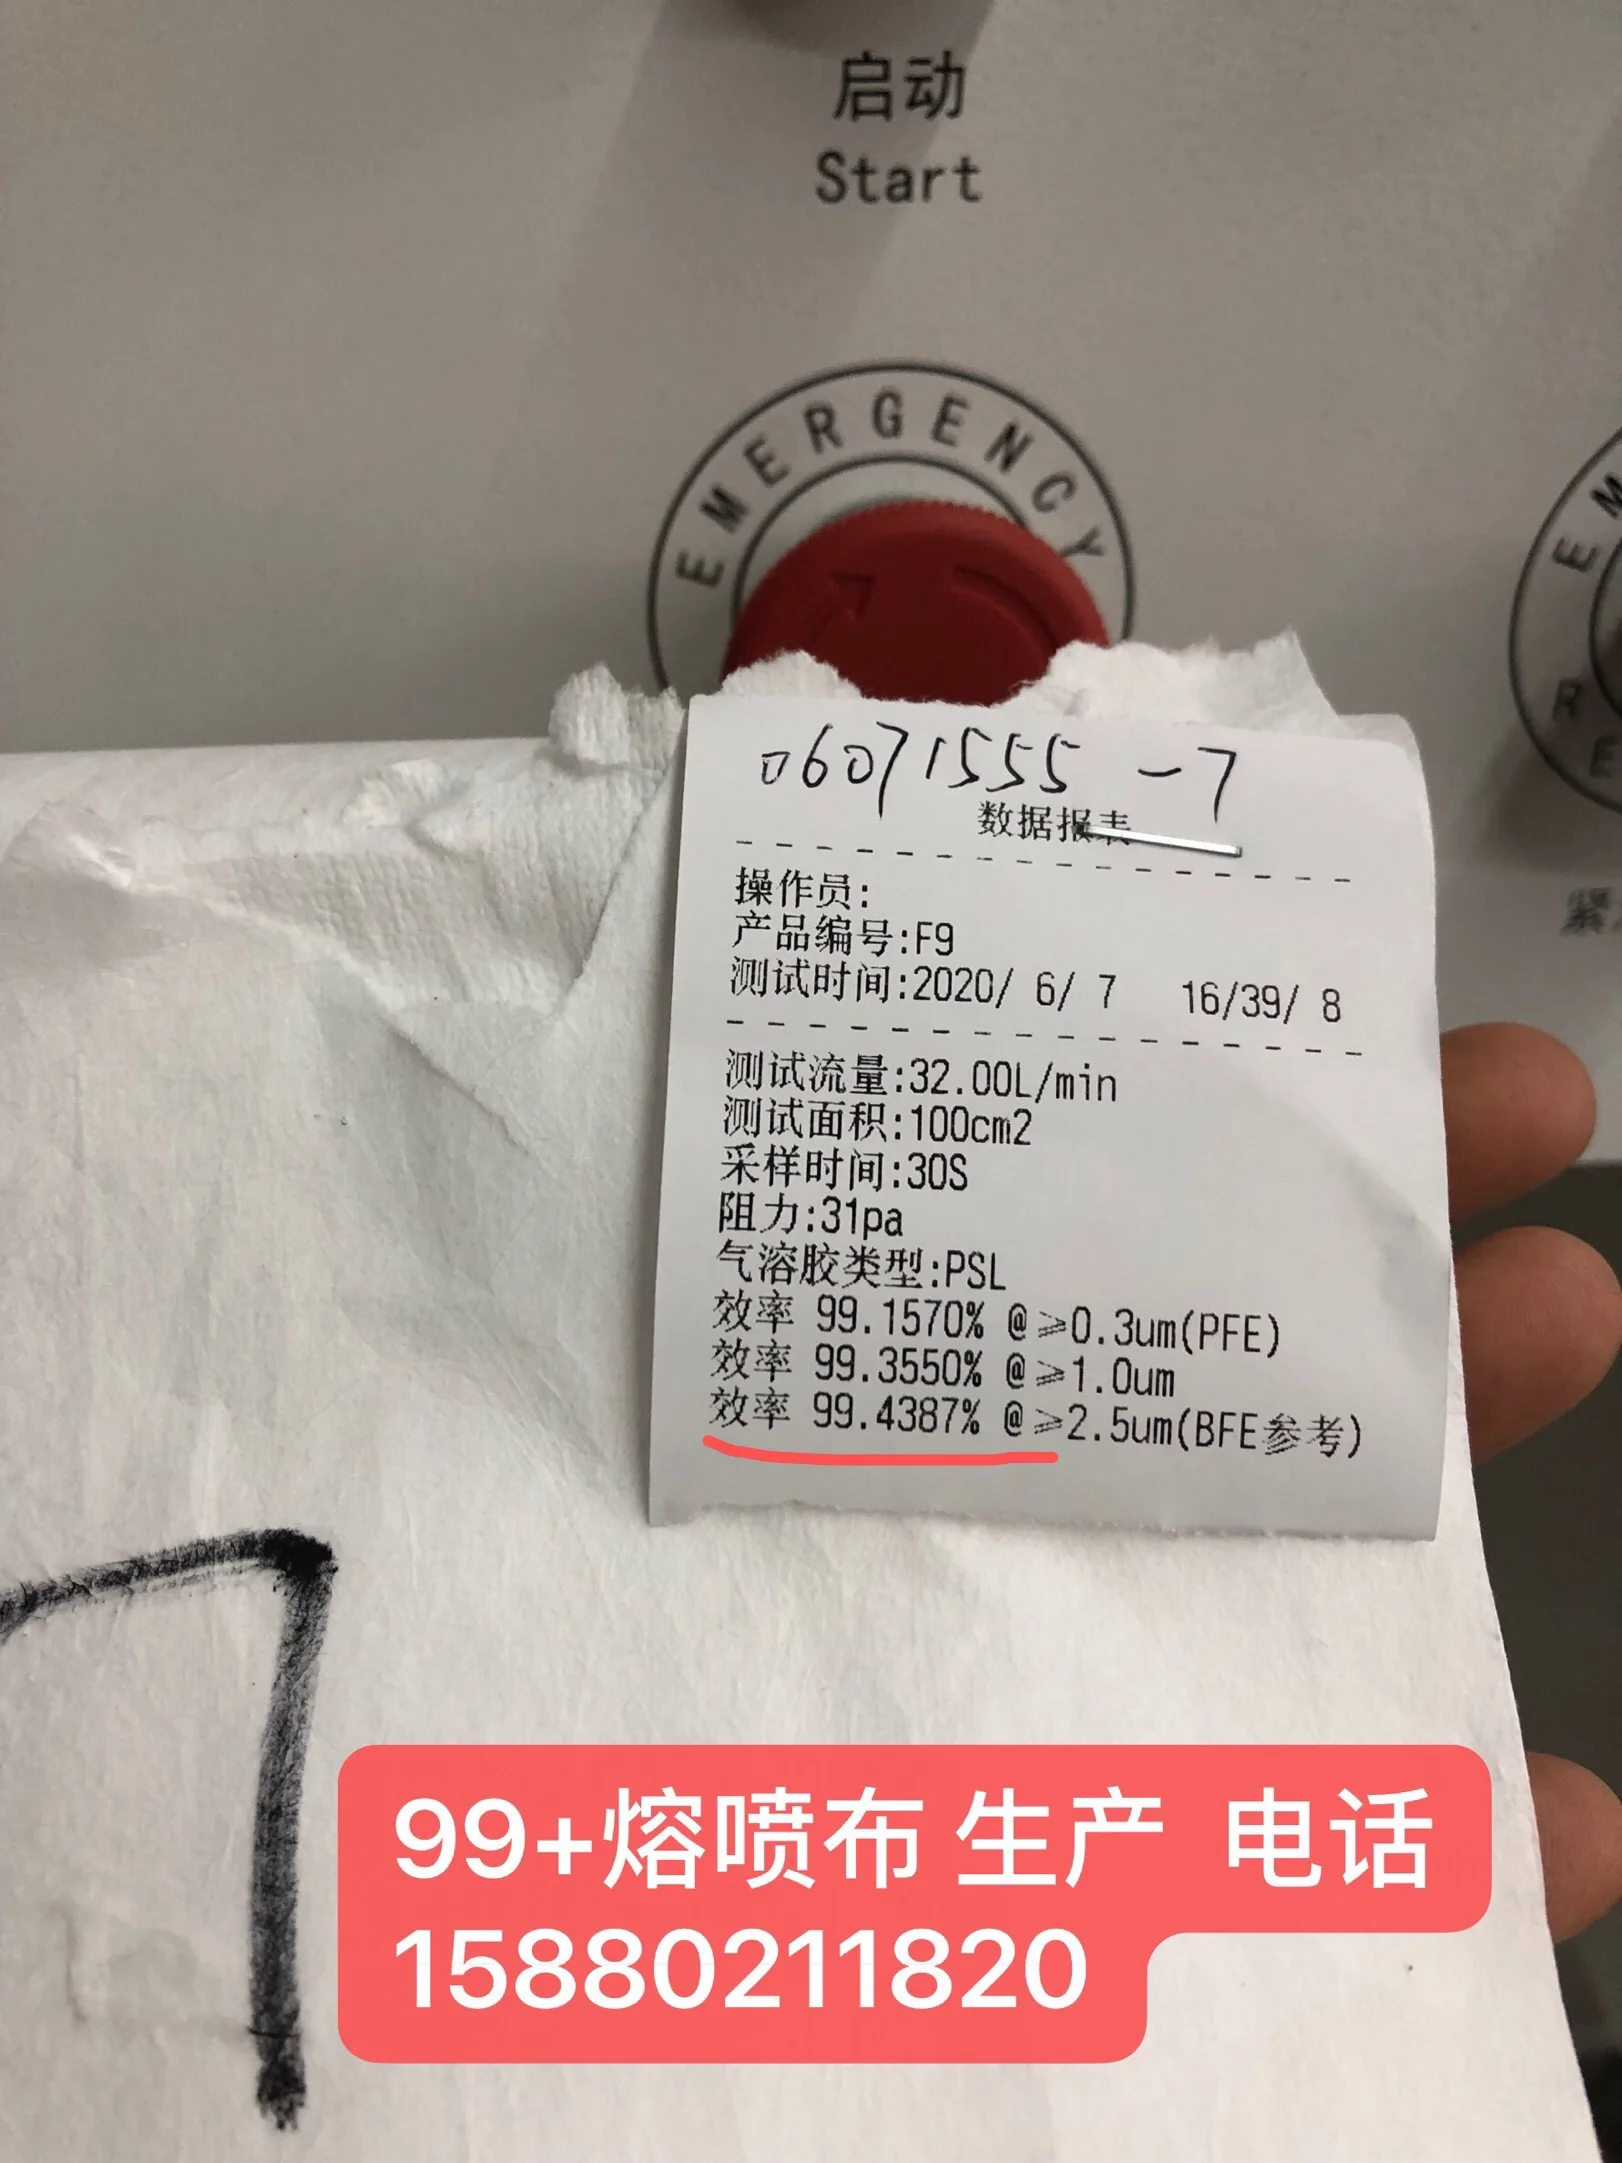 启动
Start
EMERGENCY
06071555-7
数据报表
操作员:
产品编号:F9
测试时间:2020/ 6/ 7 16/39/ 8
测试流量:32.00L/min
测试面积:100cm2
采样时间:30S
阻力:31pa
气溶胶类型:PSL
效率 99.1570% @≥0.3um(PFE)
效率 99.3550% @≥1.0um
效率 99.4387% @≥2.5um(BFE参考)
99+熔喷布 生产 电话
15880211820